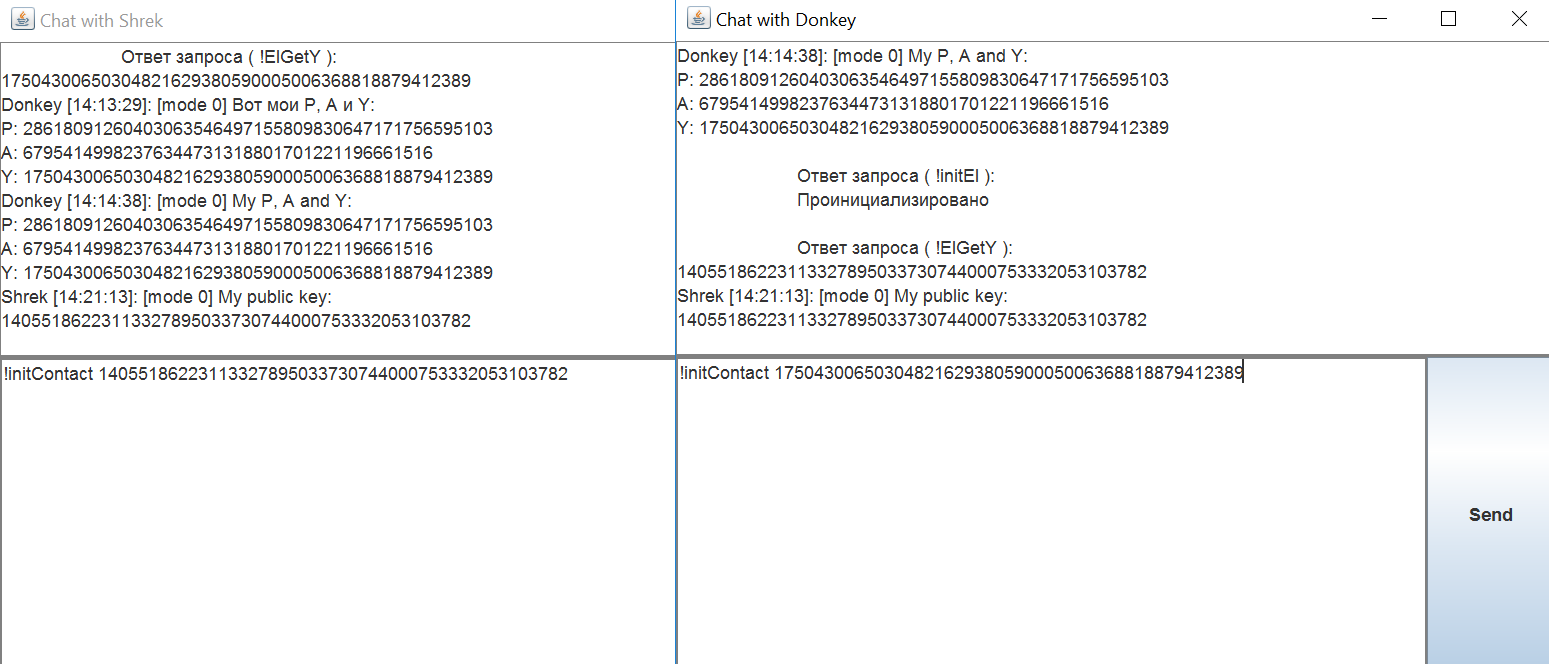 Chat with Shrek
Ответ запроса ( !ElGetY ):
17504300650304821629380590005006368818879412389
Donkey [14:13:29]: [mode 0] Вот мои P, A и Y:
P: 28618091260403063546497155809830647171756595103
A: 67954149982376344731318801701221196661516
Y: 17504300650304821629380590005006368818879412389
Donkey [14:14:38]: [mode 0] My P, A and Y:
P: 28618091260403063546497155809830647171756595103
A: 67954149982376344731318801701221196661516
Y: 17504300650304821629380590005006368818879412389
Shrek [14:21:13]: [mode 0] My public key:
14055186223113327895033730744000753332053103782
!initContact 14055186223113327895033730744000753332053103782
Chat with Donkey
Donkey [14:14:38]: [mode 0] My P, A and Y:
P: 28618091260403063546497155809830647171756595103
A: 67954149982376344731318801701221196661516
Y: 17504300650304821629380590005006368818879412389
Ответ запроса ( !initEl ):
Проинициализировано
Ответ запроса ( !ElGetY ):
14055186223113327895033730744000753332053103782
Shrek [14:21:13]: [mode 0] My public key:
14055186223113327895033730744000753332053103782
!initContact 17504300650304821629380590005006368818879412389
Send